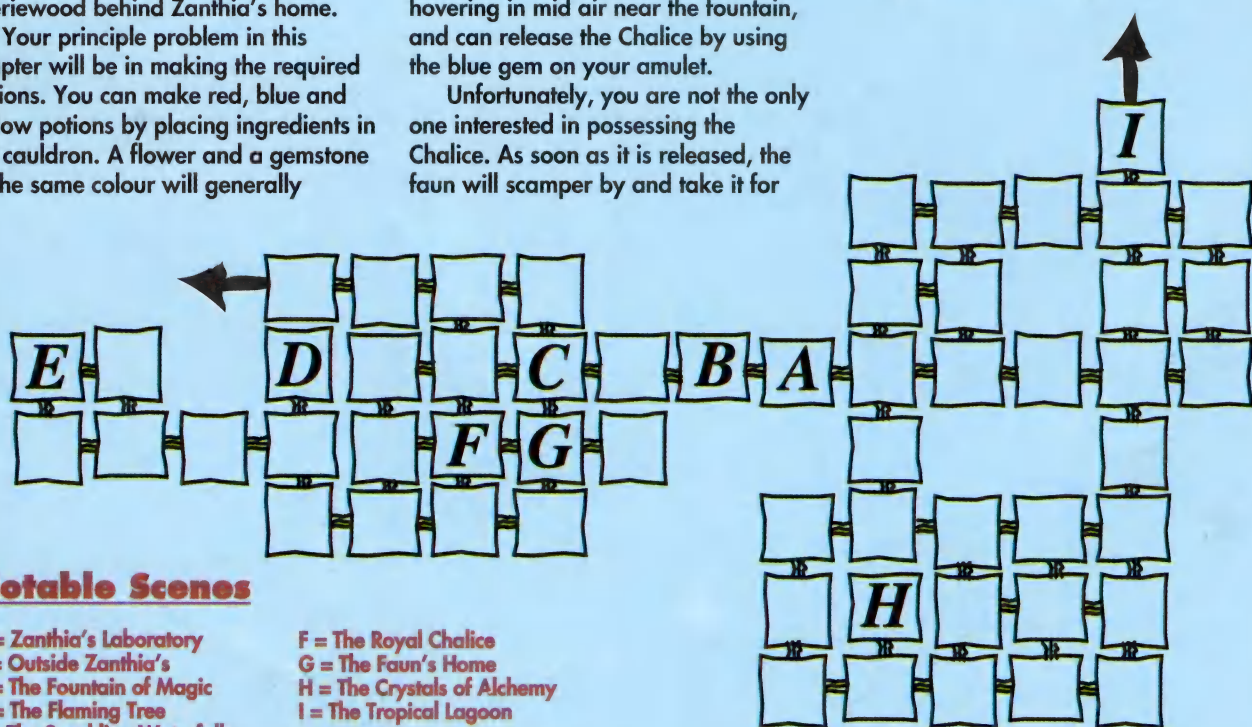 eriewood behind Zanthia's home.
Your principle problem in this
pter will be in making the required
ions. You can make red, blue and
ow potions by placing ingredients in
cauldron. A flower and a gemstone
he same colour will generally
hovering in mid air near the fountain,
and can release the Chalice by using
the blue gem on your amulet.
Unfortunately, you are not the only
one interested in possessing the
Chalice. As soon as it is released, the
faun will scamper by and take it for
I
E
D
C
B
A
F
G
H
otable Scenes
= Zanthia's Laboratory
= Outside Zanthia's
= The Fountain of Magic
= The Flaming Tree
F = The Royal Chalice
G = The Faun's Home
H = The Crystals of Alchemy
I = The Tropical Lagoon